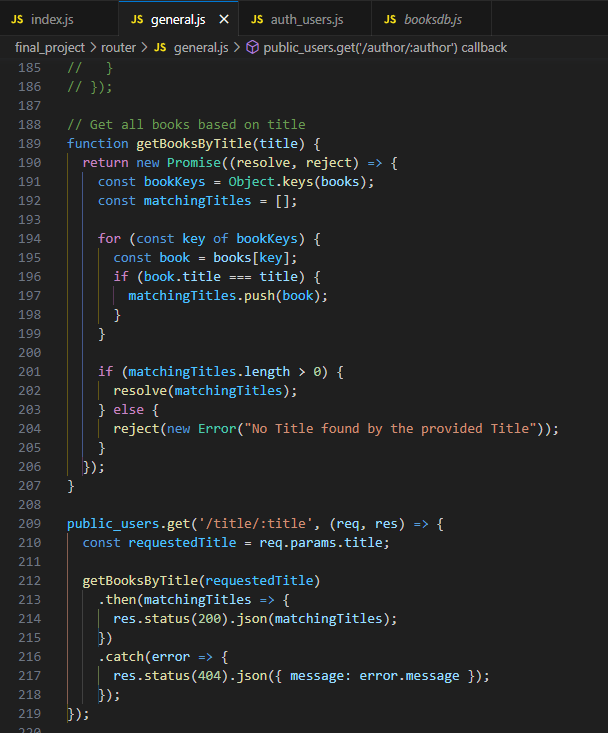 JS index.js JS general.js × JS auth_users.js JS booksdb.js
final_project > router > JS general.js > public_users.get('/author/:author') callback
185 //   }
186 // });
187
188 // Get all books based on title
189 function getBooksByTitle(title) {
190   return new Promise((resolve, reject) => {
191     const bookKeys = Object.keys(books);
192     const matchingTitles = [];
193
194     for (const key of bookKeys) {
195       const book = books[key];
196       if (book.title === title) {
197         matchingTitles.push(book);
198       }
199     }
200
201     if (matchingTitles.length > 0) {
202       resolve(matchingTitles);
203     } else {
204       reject(new Error("No Title found by the provided Title"));
205     }
206   });
207 }
208
209 public_users.get('/title/:title', (req, res) => {
210   const requestedTitle = req.params.title;
211
212   getBooksByTitle(requestedTitle)
213     .then(matchingTitles => {
214       res.status(200).json(matchingTitles);
215     })
216     .catch(error => {
217       res.status(404).json({ message: error.message });
218     });
219 });
220